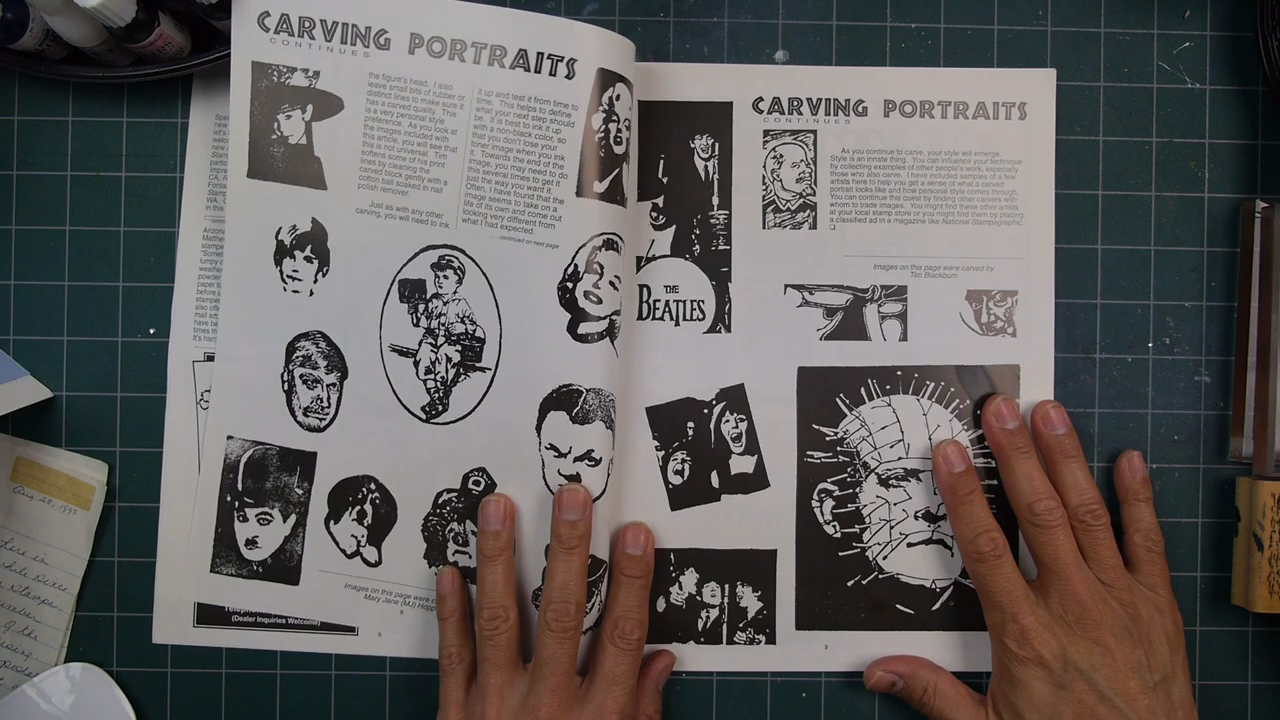 CARVING PORTRAITS
CONTINUES
the figure's head. I also
leave small bits of rubber or
distinct lines to make sure it
has a carved quality. This
is a very personal style
preference. As you look at
the images included with
this article, you will see that
this is not universal. Tim
softens some of his print
lines by cleaning the
carved block gently with a
cotton ball soaked in nail
polish remover.
Just as with any other
carving, you will need to ink
it up and test it from time to
time. This helps to define
what your next step should
be. It is best to ink it up
with a non-black color, so
that you don't lose your
toner image when you ink
it. Towards the end of the
image, you may need to do
this several times to get it
just the way you want it.
Often, I have found that the
image seems to take on a
life of its own and come out
looking very different from
what I had expected.
...continued on next page
Images on this page were c
Mary Jane (MJ) Hopp
8
(Dealer Inquiries Welcome)
6
THE
BEATLES
CARVING PORTRAITS
CONTINUES
As you continue to carve, your style will emerge.
Style is an innate thing. You can influence your technique
by collecting examples of other people's work, especially
those who also carve. I have included samples of a few
artists here to help you get a sense of what a carved
portrait looks like and how personal style comes through.
You can continue this quest by finding other carvers with
whom to trade images. You might find these other artists
at your local stamp store or you might find them by placing
a classified ad in a magazine like National Stampagraphic.
Images on this page were carved by
Tim Blackburn
9
Aug. 28, 1993